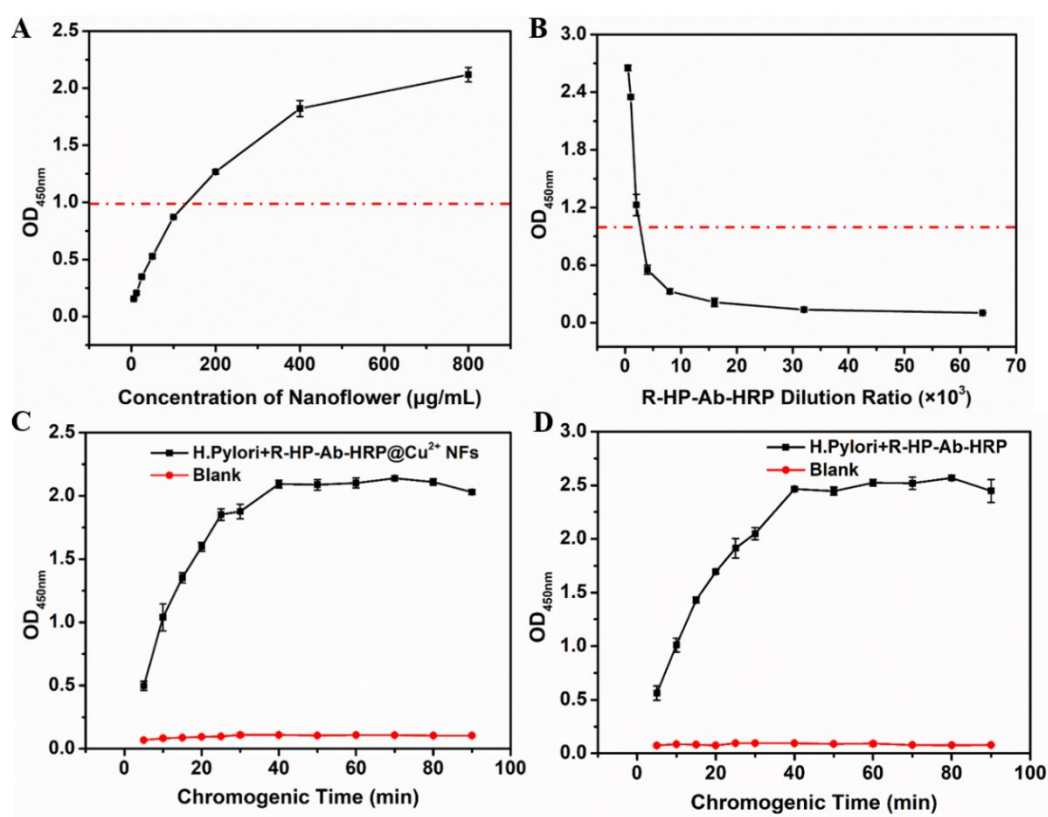 A
2.5
2.0
1.5
1.0
0.5
0.0
OD450nm
0 200 400 600 800
Concentration of Nanoflower (μg/mL)
B
3.0
2.4
1.8
1.2
0.6
0.0
OD450nm
0 10 20 30 40 50 60 70
R-HP-Ab-HRP Dilution Ratio (×10³)
C
2.5
2.0
1.5
1.0
0.5
0.0
OD450nm
H.Pylori+R-HP-Ab-HRP@Cu²⁺ NFs
Blank
0 20 40 60 80 100
Chromogenic Time (min)
D
3.0
2.5
2.0
1.5
1.0
0.5
0.0
OD450nm
H.Pylori+R-HP-Ab-HRP
Blank
0 20 40 60 80 100
Chromogenic Time (min)